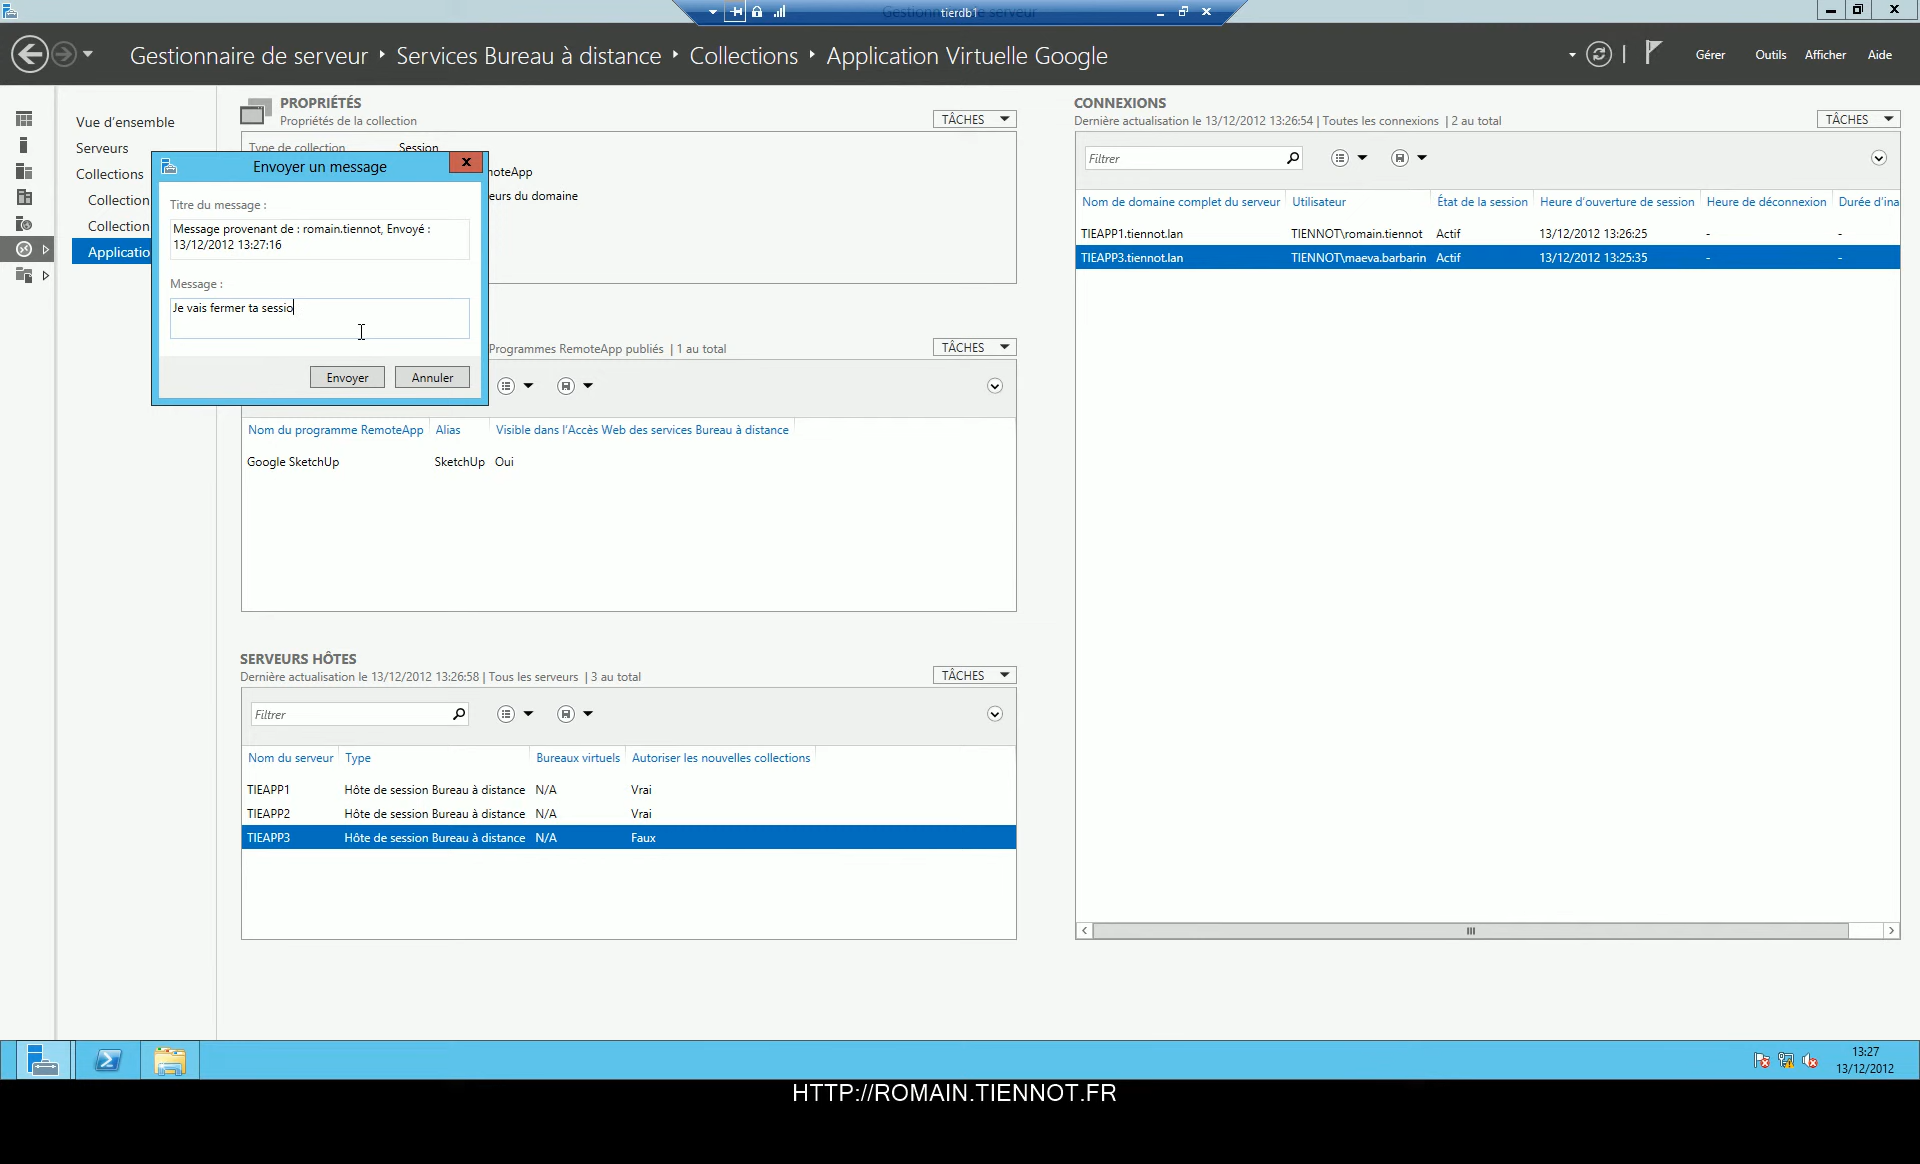 tierdb1
Gestionnaire de serveur ‣ Services Bureau à distance ‣ Collections ‣ Application Virtuelle Google
Gérer Outils Afficher Aide
Vue d'ensemble
Serveurs
Collections
Collection
Collection
Applicatio
PROPRIÉTÉS
Propriétés de la collection
TÂCHES
Type de collection Session
noteApp
eurs du domaine
Envoyer un message
Titre du message :
Message provenant de : romain.tiennot, Envoyé :
13/12/2012 13:27:16
Message :
Je vais fermer ta sessio
Envoyer Annuler
Programmes RemoteApp publiés | 1 au total
TÂCHES
Nom du programme RemoteApp Alias Visible dans l'Accès Web des services Bureau à distance
Google SketchUp SketchUp Oui
SERVEURS HÔTES
Dernière actualisation le 13/12/2012 13:26:58 | Tous les serveurs | 3 au total
TÂCHES
Filtrer
Nom du serveur Type Bureaux virtuels Autoriser les nouvelles collections
TIEAPP1 Hôte de session Bureau à distance N/A Vrai
TIEAPP2 Hôte de session Bureau à distance N/A Vrai
TIEAPP3 Hôte de session Bureau à distance N/A Faux
CONNEXIONS
Dernière actualisation le 13/12/2012 13:26:54 | Toutes les connexions | 2 au total
TÂCHES
Filtrer
Nom de domaine complet du serveur Utilisateur État de la session Heure d'ouverture de session Heure de déconnexion Durée d'ina
TIEAPP1.tiennot.lan TIENNOT\romain.tiennot Actif 13/12/2012 13:26:25 - -
TIEAPP3.tiennot.lan TIENNOT\maeva.barbarin Actif 13/12/2012 13:25:35 - -
13:27
13/12/2012
HTTP://ROMAIN.TIENNOT.FR